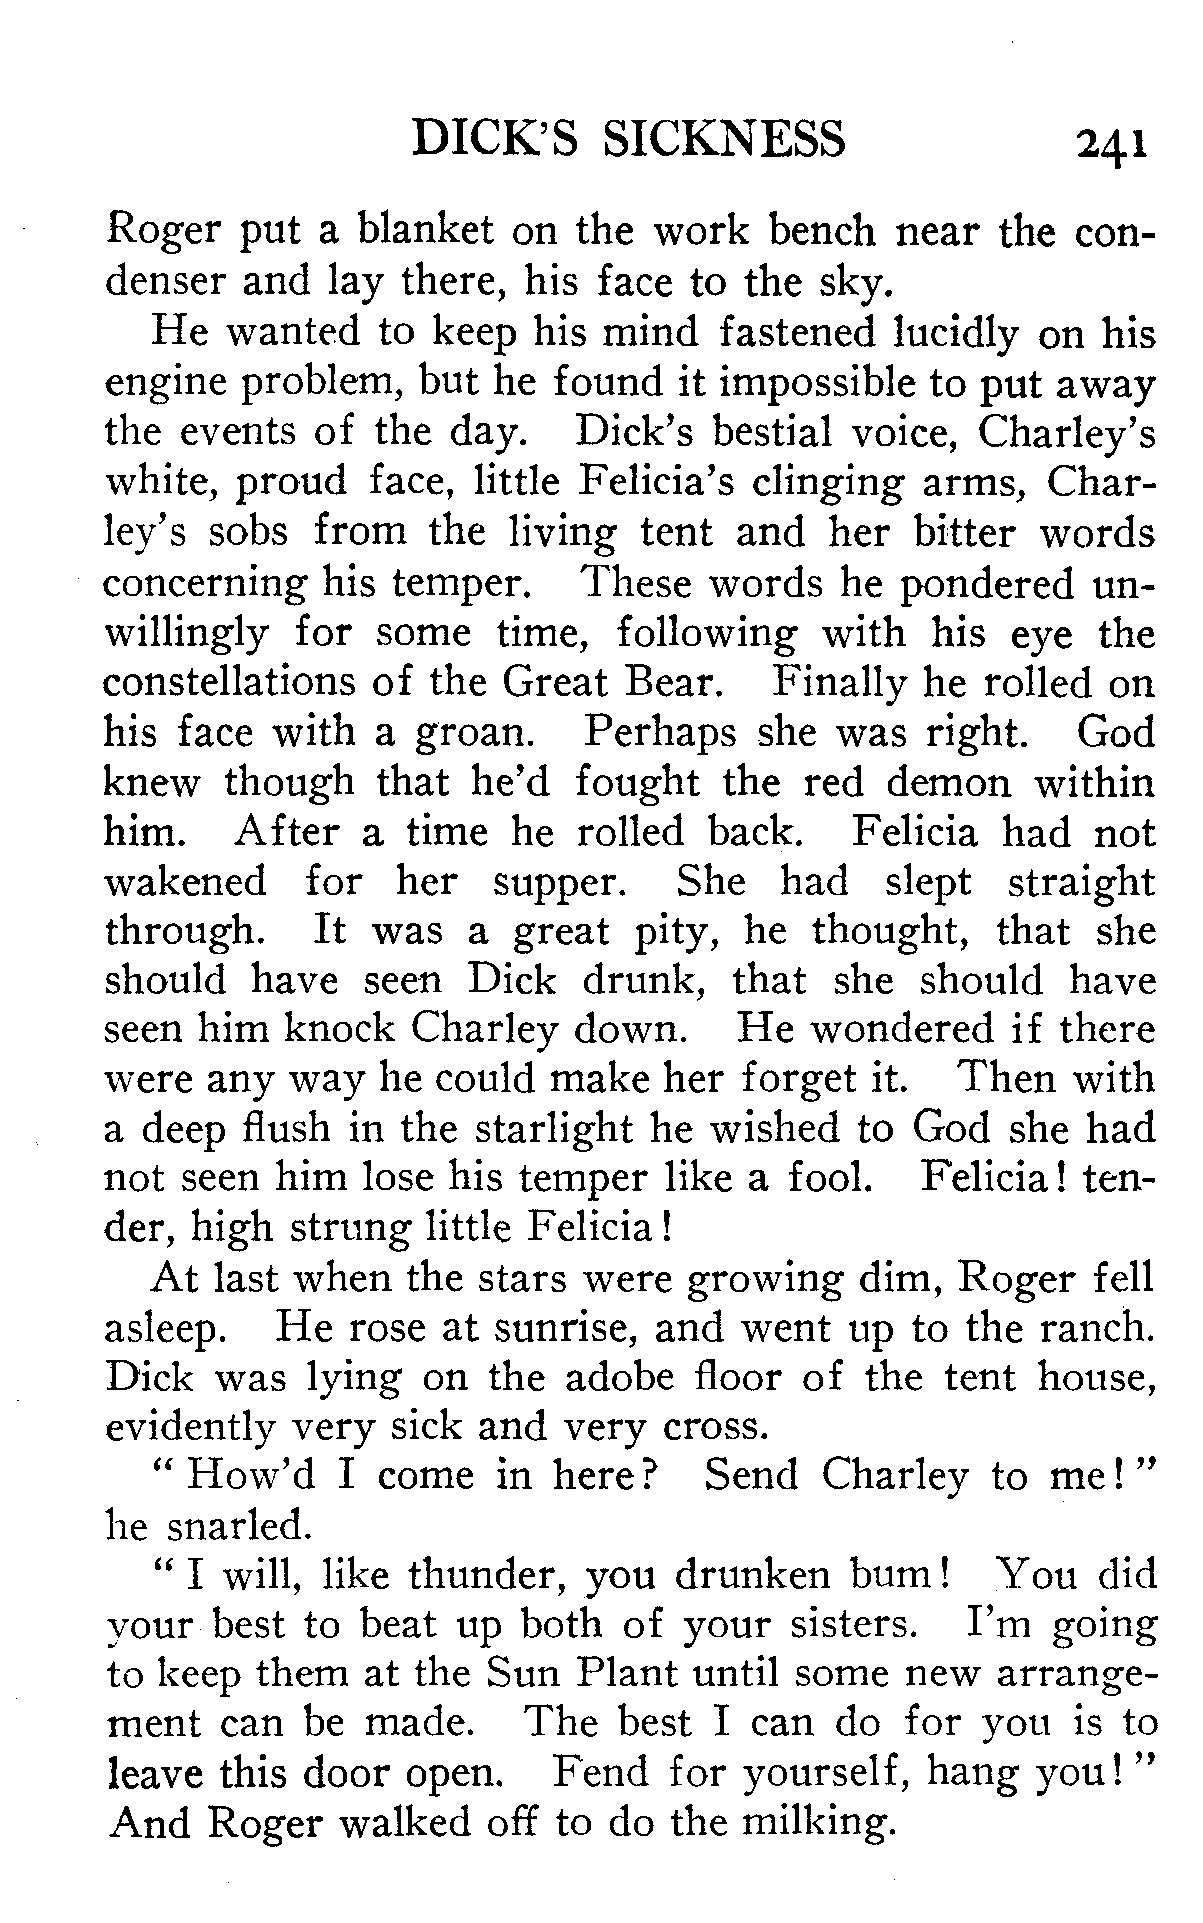 DICK'S SICKNESS 241
Roger put a blanket on the work bench near the con-
denser and lay there, his face to the sky.
He wanted to keep his mind fastened lucidly on his
engine problem, but he found it impossible to put away
the events of the day. Dick's bestial voice, Charley's
white, proud face, little Felicia's clinging arms, Char-
ley's sobs from the living tent and her bitter words
concerning his temper. These words he pondered un-
willingly for some time, following with his eye the
constellations of the Great Bear. Finally he rolled on
his face with a groan. Perhaps she was right. God
knew though that he'd fought the red demon within
him. After a time he rolled back. Felicia had not
wakened for her supper. She had slept straight
through. It was a great pity, he thought, that she
should have seen Dick drunk, that she should have
seen him knock Charley down. He wondered if there
were any way he could make her forget it. Then with
a deep flush in the starlight he wished to God she had
not seen him lose his temper like a fool. Felicia! ten-
der, high strung little Felicia!
At last when the stars were growing dim, Roger fell
asleep. He rose at sunrise, and went up to the ranch.
Dick was lying on the adobe floor of the tent house,
evidently very sick and very cross.
" How'd I come in here? Send Charley to me! "
he snarled.
" I will, like thunder, you drunken bum! You did
your best to beat up both of your sisters. I'm going
to keep them at the Sun Plant until some new arrange-
ment can be made. The best I can do for you is to
leave this door open. Fend for yourself, hang you! "
And Roger walked off to do the milking.